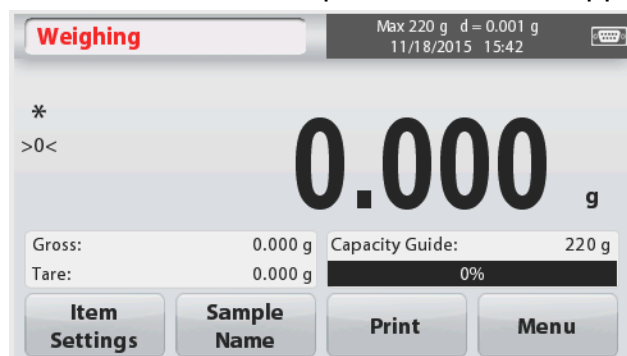 Weighing
Max 220 g d = 0.001 g
11/18/2015 15:42
*
>0<
0.000 g
Gross: 0.000 g
Tare: 0.000 g
Capacity Guide: 220 g
0%
Item Settings
Sample Name
Print
Menu